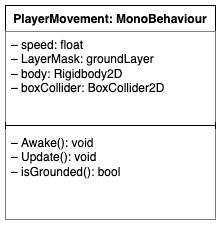 PlayerMovement: MonoBehaviour
– speed: float
– LayerMask: groundLayer
– body: Rigidbody2D
– boxCollider: BoxCollider2D
– Awake(): void
– Update(): void
– isGrounded(): bool